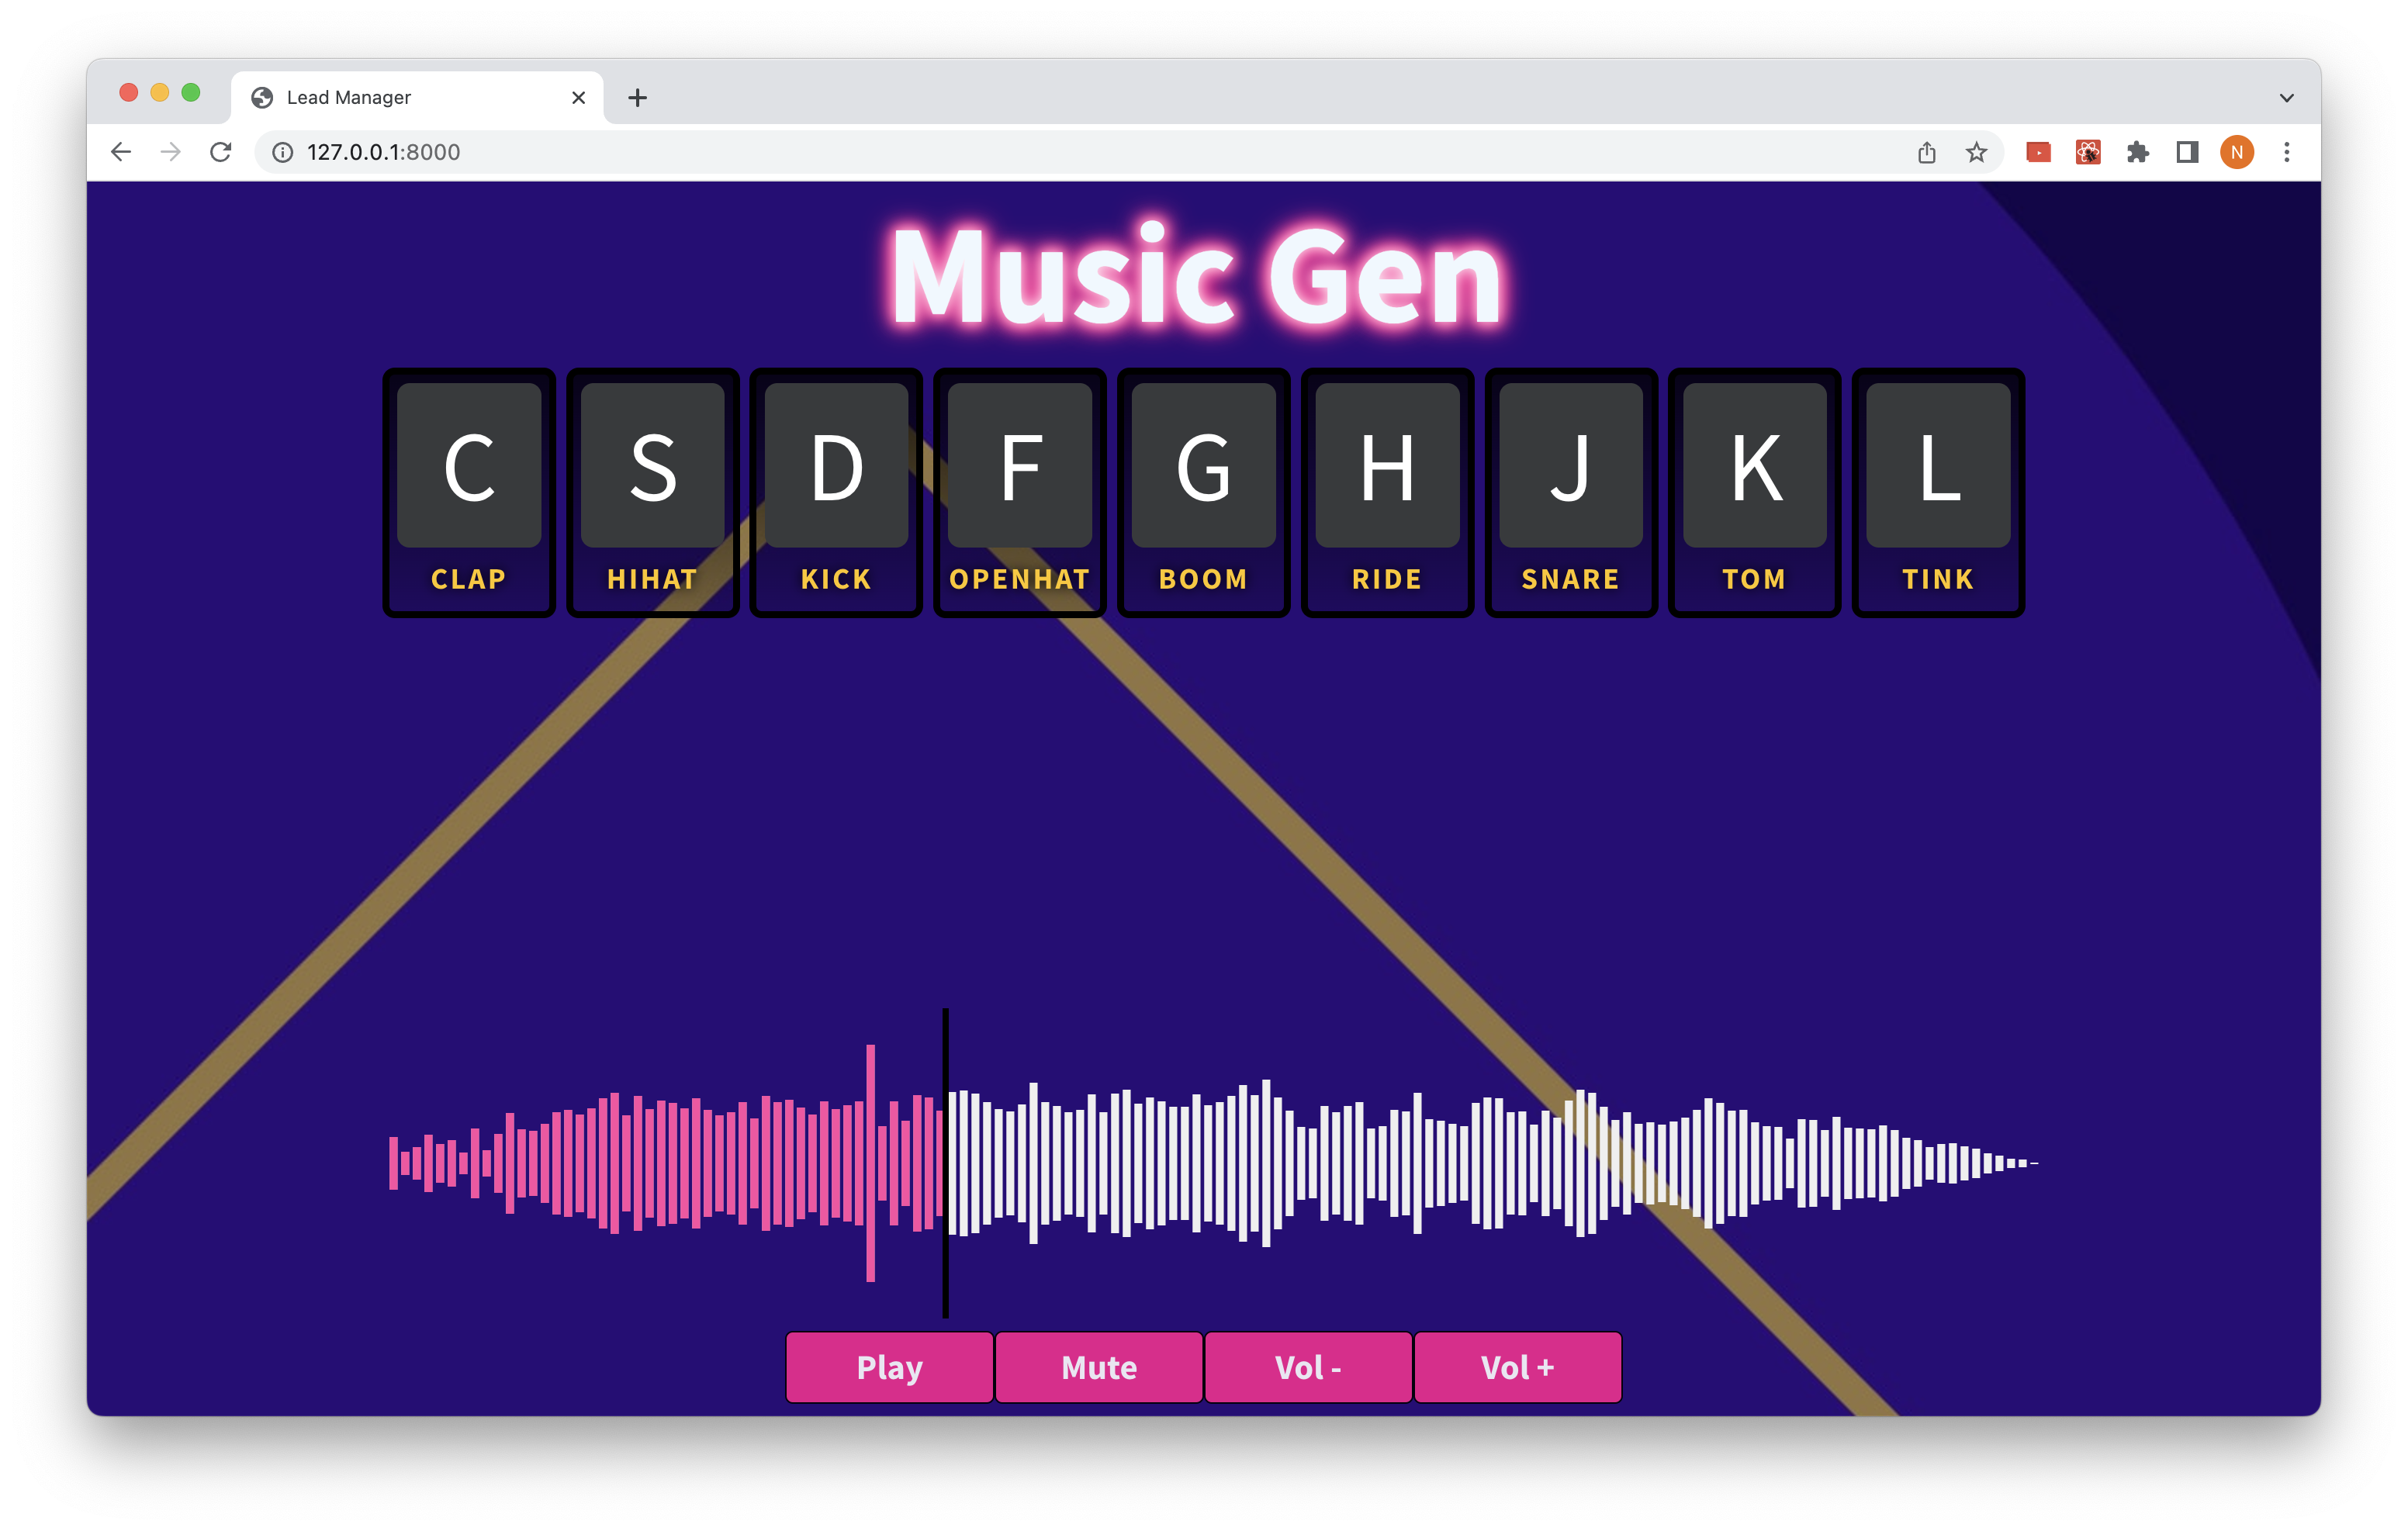 Lead Manager
127.0.0.1:8000
N
Music Gen
C S D F G H J K L
CLAP HIHAT KICK OPENHAT BOOM RIDE SNARE TOM TINK
Play Mute Vol - Vol +